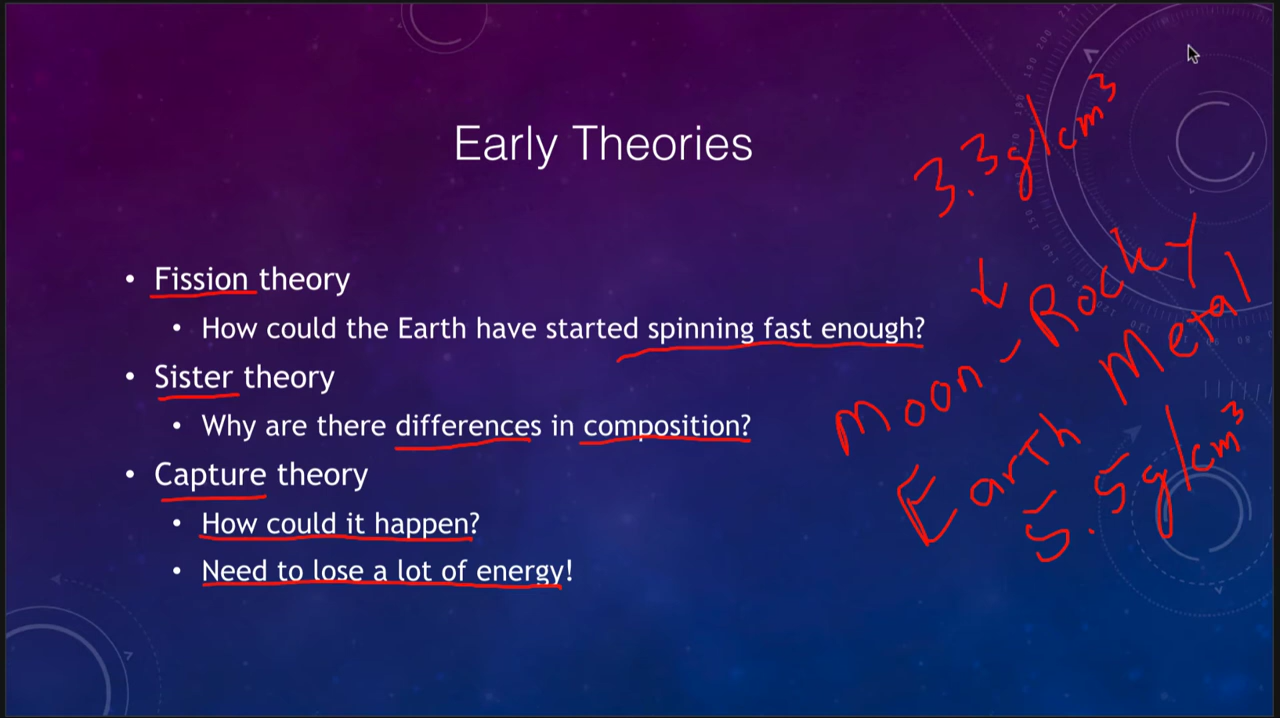 Early Theories
• Fission theory
• How could the Earth have started spinning fast enough?
• Sister theory
• Why are there differences in composition?
• Capture theory
• How could it happen?
• Need to lose a lot of energy!
3.3 g/cm³
Moon - Rocky
Earth Metal
5.5 g/cm³